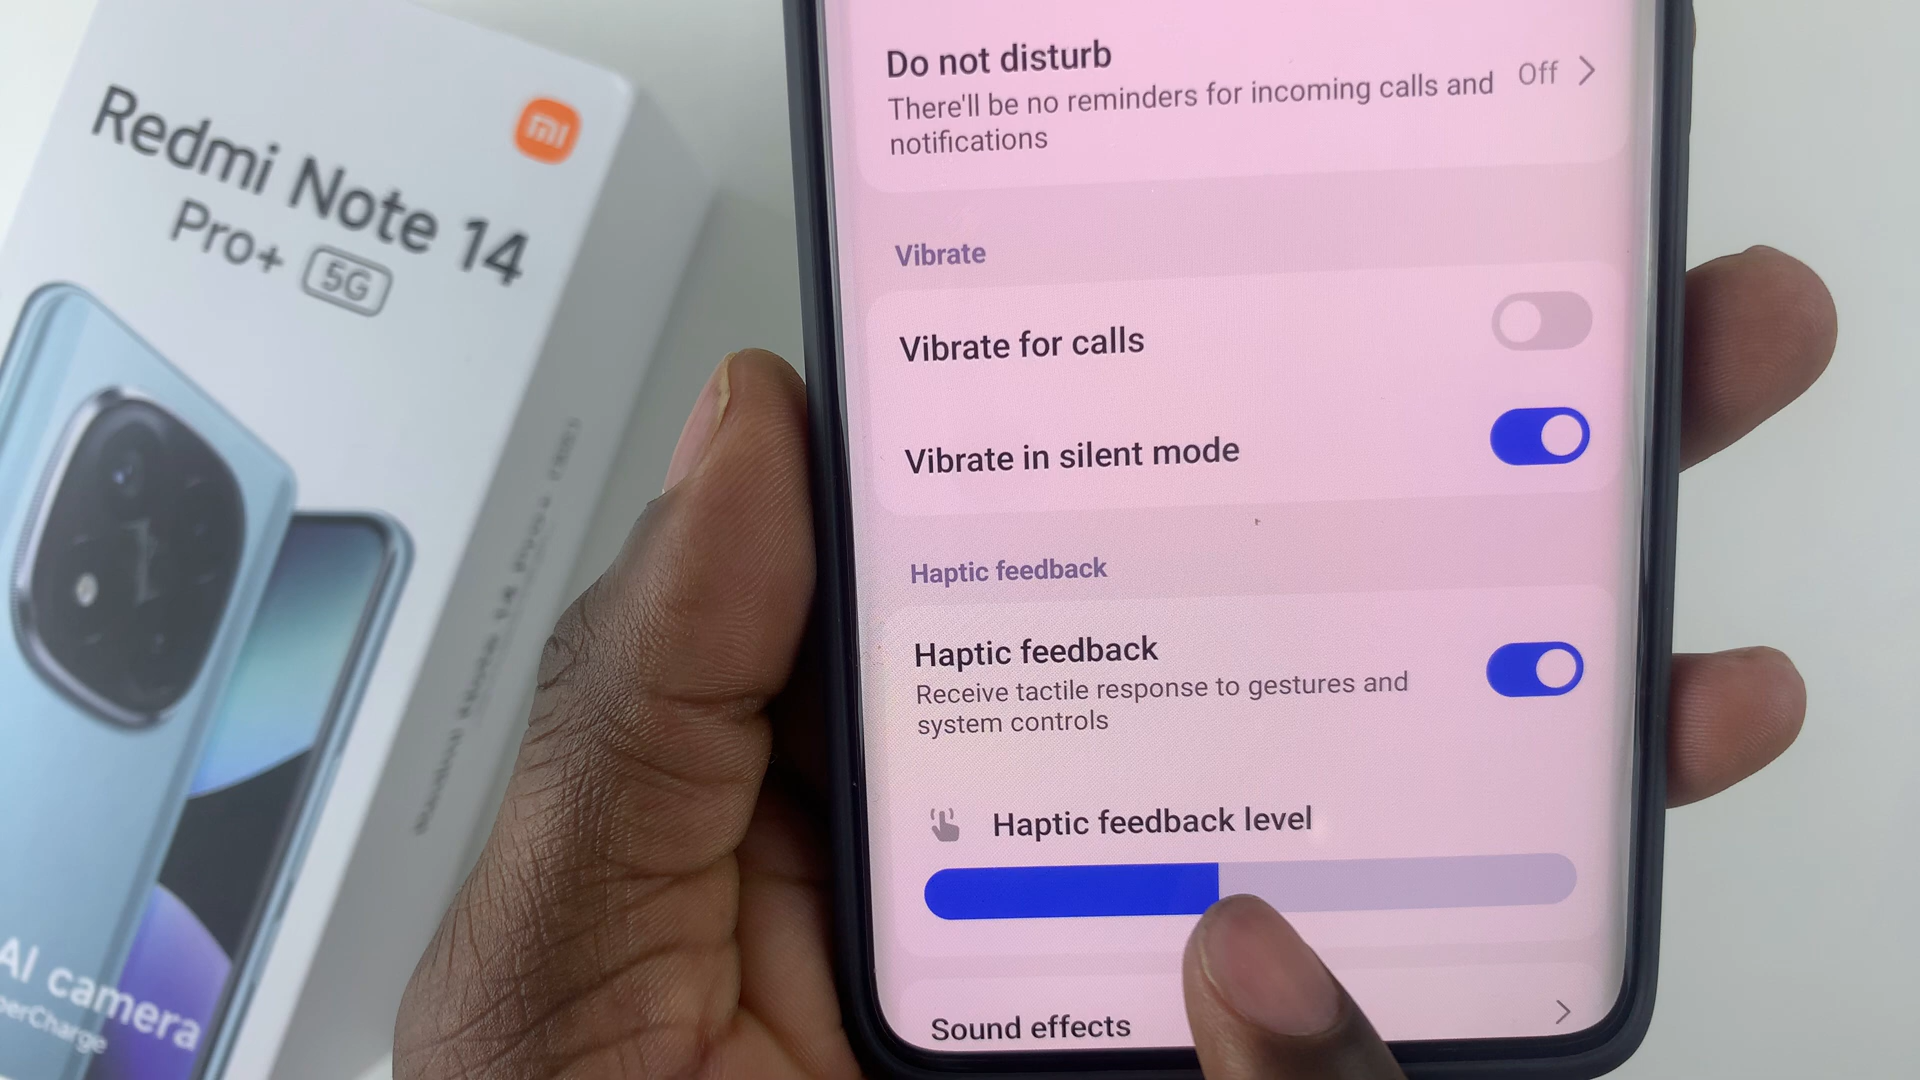 Redmi Note 14
Pro+ 5G
mi
AI camera
perCharge
Do not disturb
There'll be no reminders for incoming calls and
notifications
Off
Vibrate
Vibrate for calls
Vibrate in silent mode
Haptic feedback
Haptic feedback
Receive tactile response to gestures and
system controls
Haptic feedback level
Sound effects